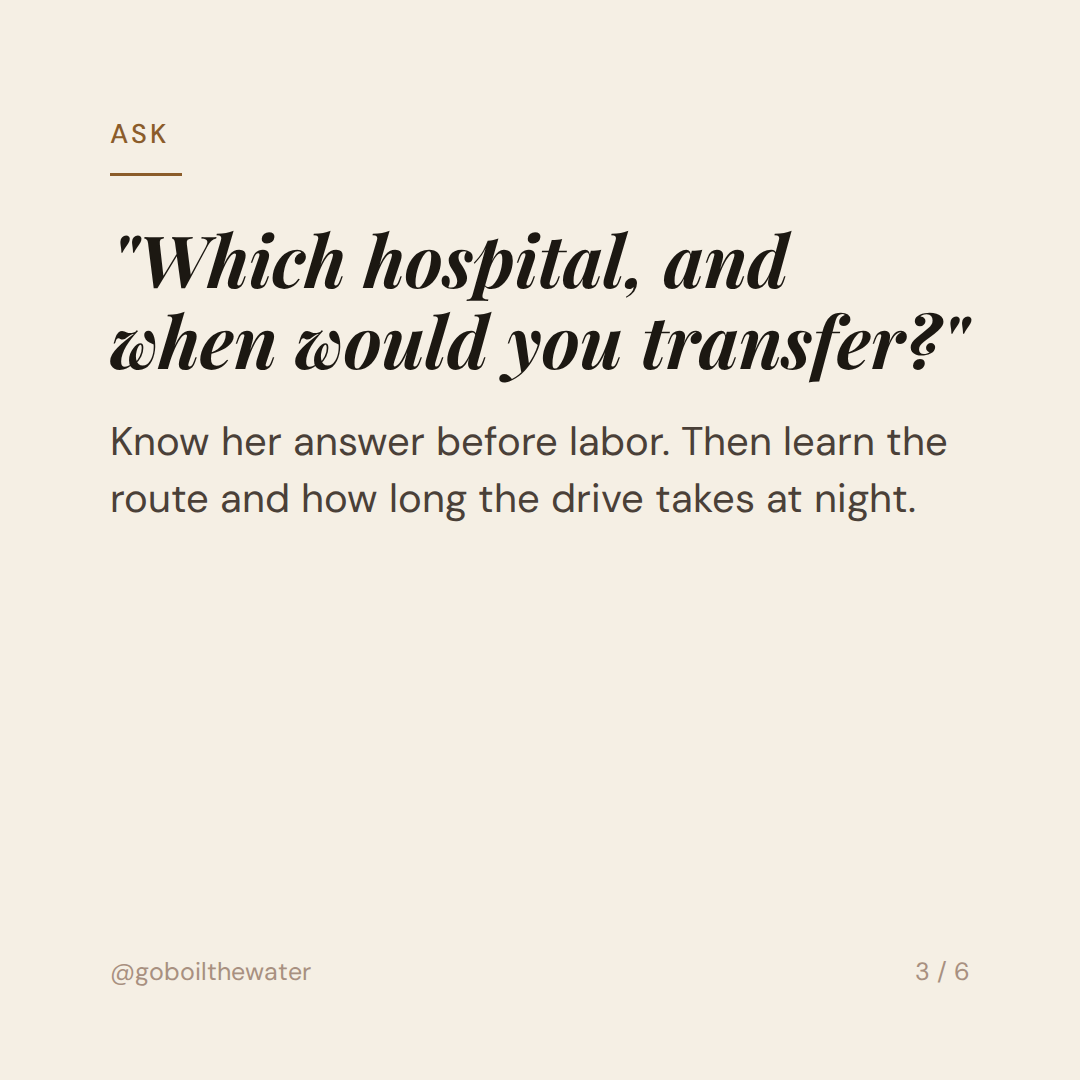 ASK
"Which hospital, and
when would you transfer?"
Know her answer before labor. Then learn the
route and how long the drive takes at night.
@goboilthewater
3 / 6